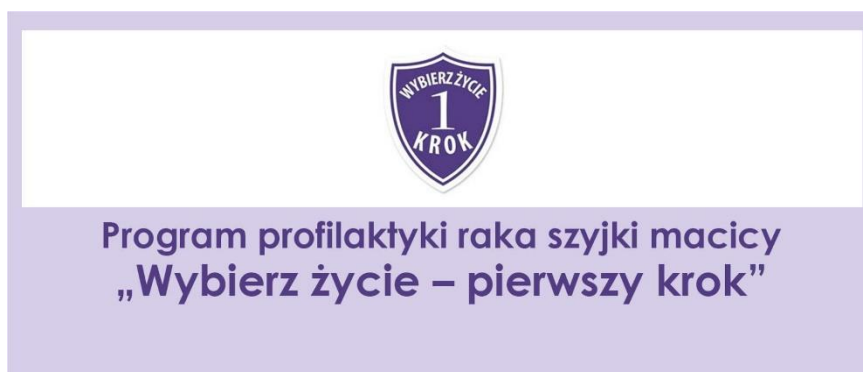 WYBIERZ ŻYCIE
1
KROK
Program profilaktyki raka szyjki macicy
„Wybierz życie – pierwszy krok”